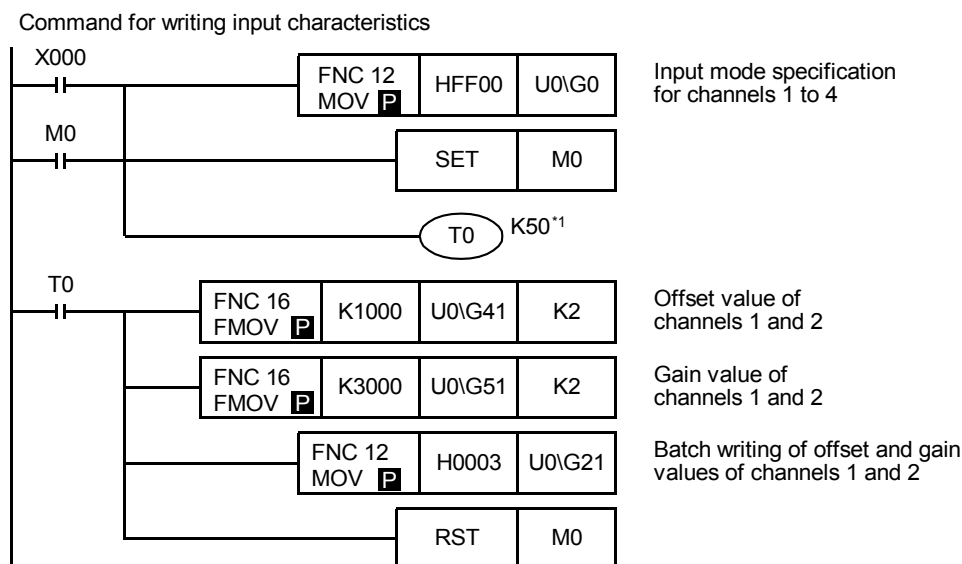 Command for writing input characteristics
X000
FNC 12
MOV P
HFF00
U0\G0
Input mode specification
for channels 1 to 4
M0
SET
M0
T0
K50*1
T0
FNC 16
FMOV P
K1000
U0\G41
K2
Offset value of
channels 1 and 2
FNC 16
FMOV P
K3000
U0\G51
K2
Gain value of
channels 1 and 2
FNC 12
MOV P
H0003
U0\G21
Batch writing of offset and gain
values of channels 1 and 2
RST
M0